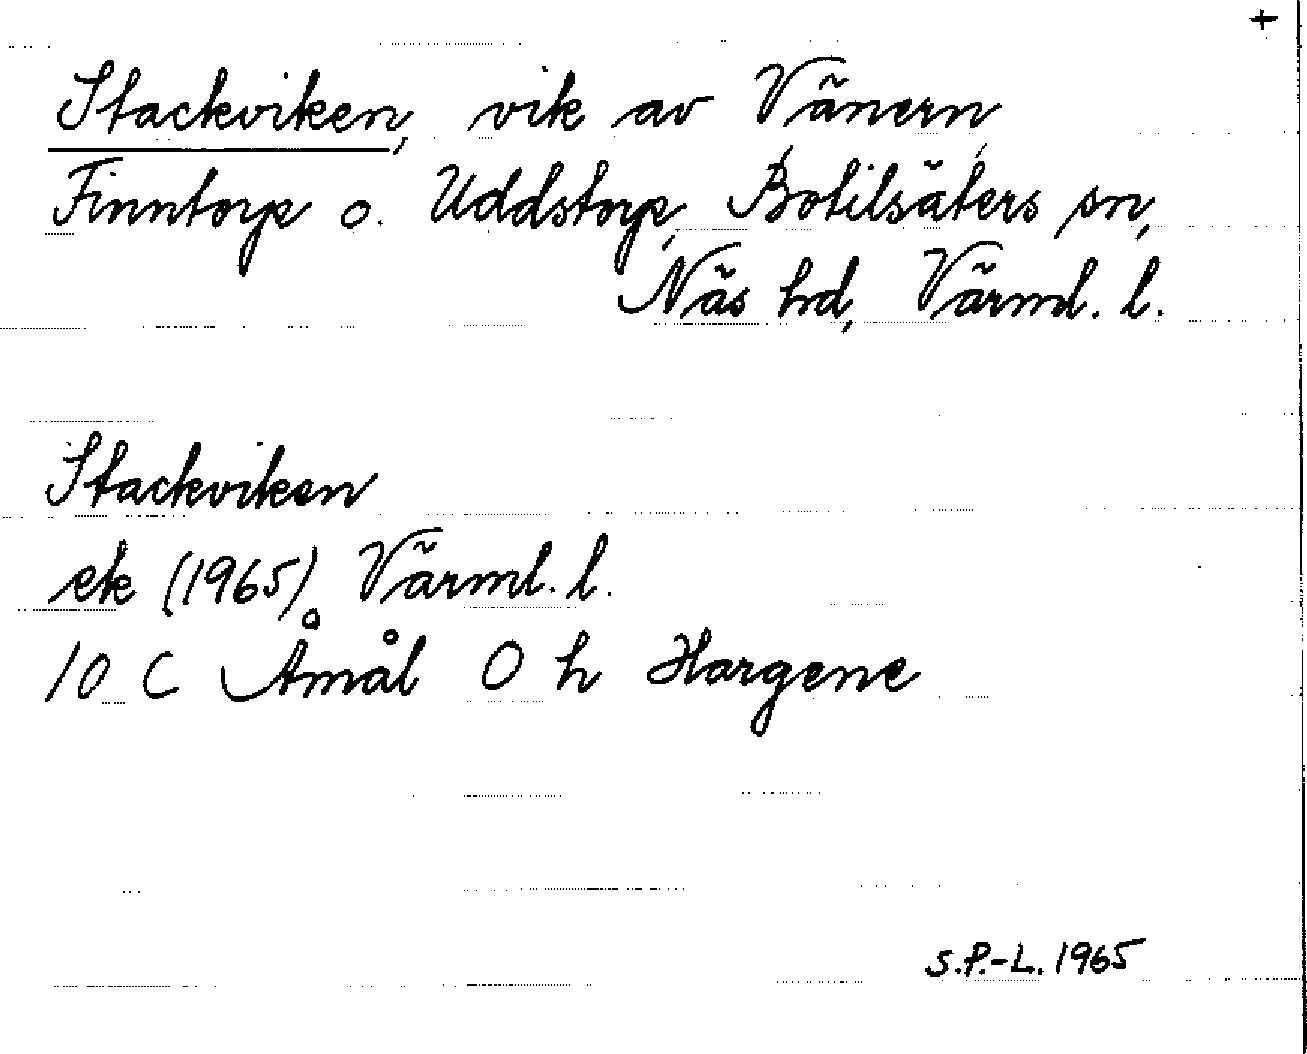 +
Stackviken, vik av Vänern,
Finntorp o. Uddstorp, Botilsäters sn,
Näs hd, Värml. l.
Stackviken
ek (1965) Värml. l.
10 C Åmål O h Hargene
S.P.-L. 1965